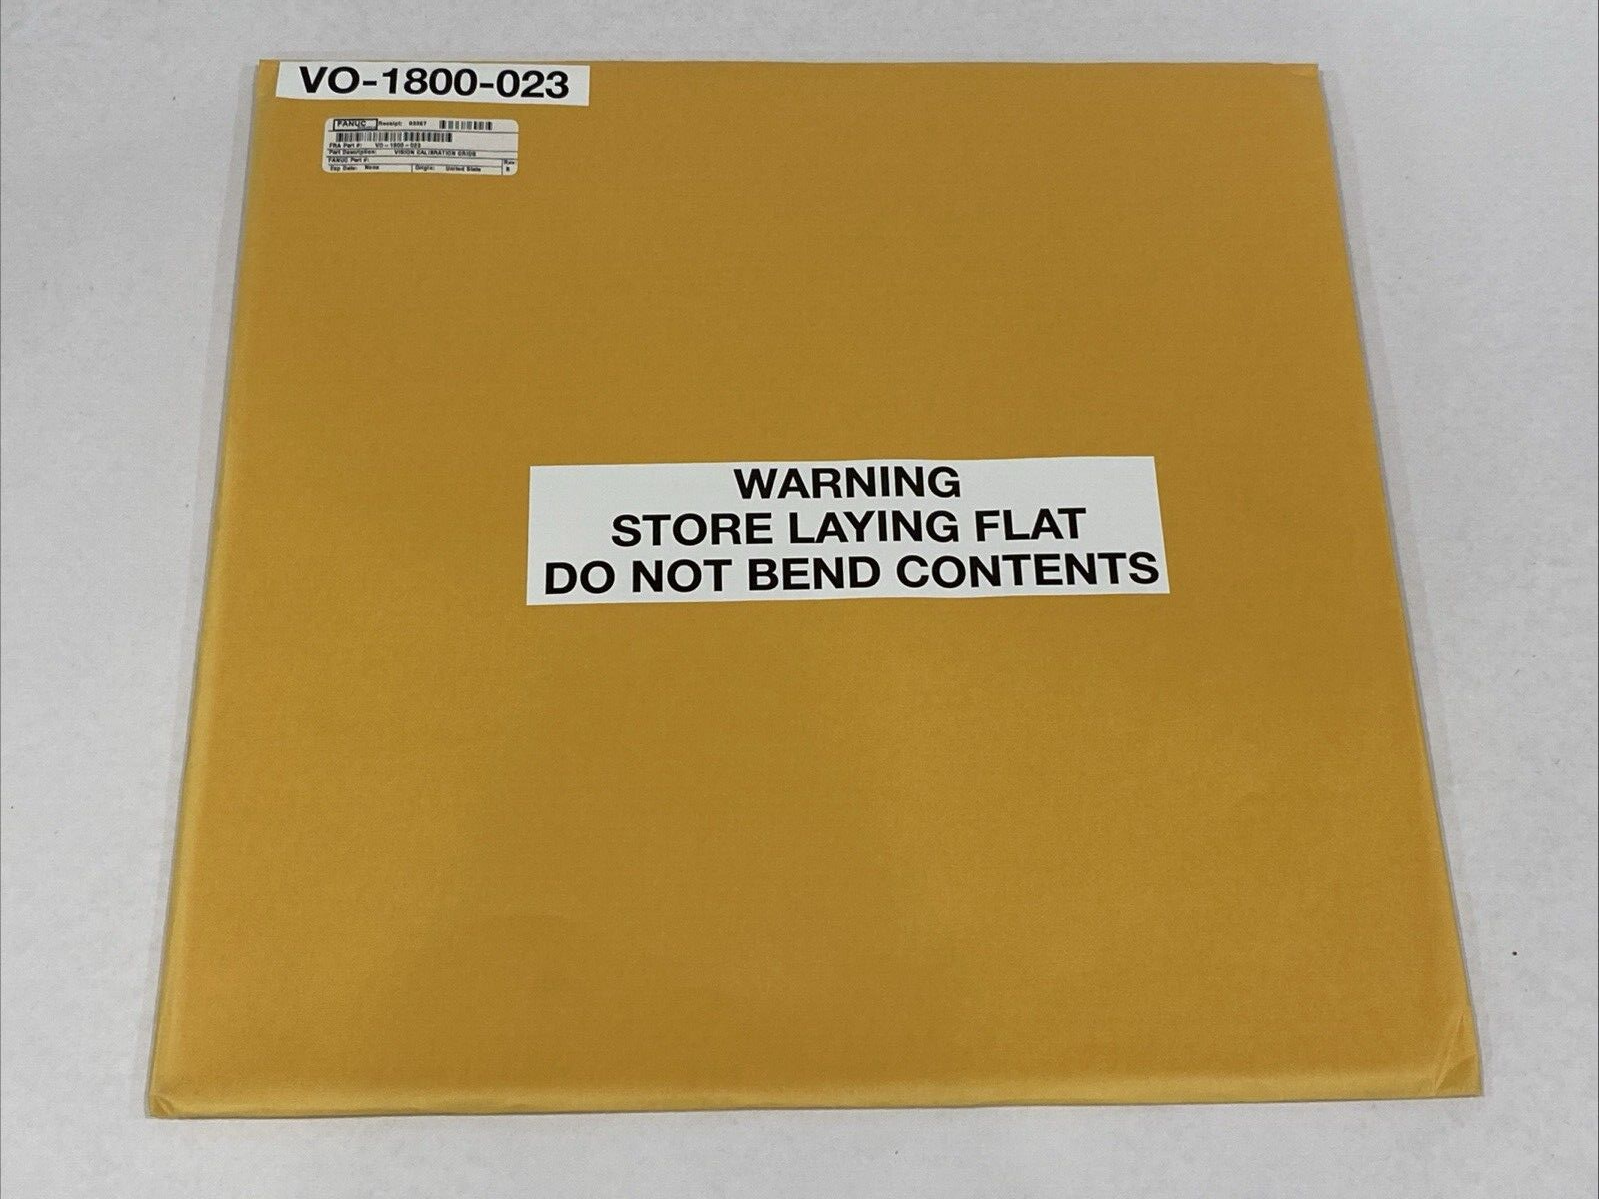 VO-1800-023
FANUC Receipt:
FRA Part #: VO-1800-023
Part Description: VISION CALIBRATION GRIDS
FANUC Part #:
Rev
Exp Date: None Origin: United State B
WARNING
STORE LAYING FLAT
DO NOT BEND CONTENTS